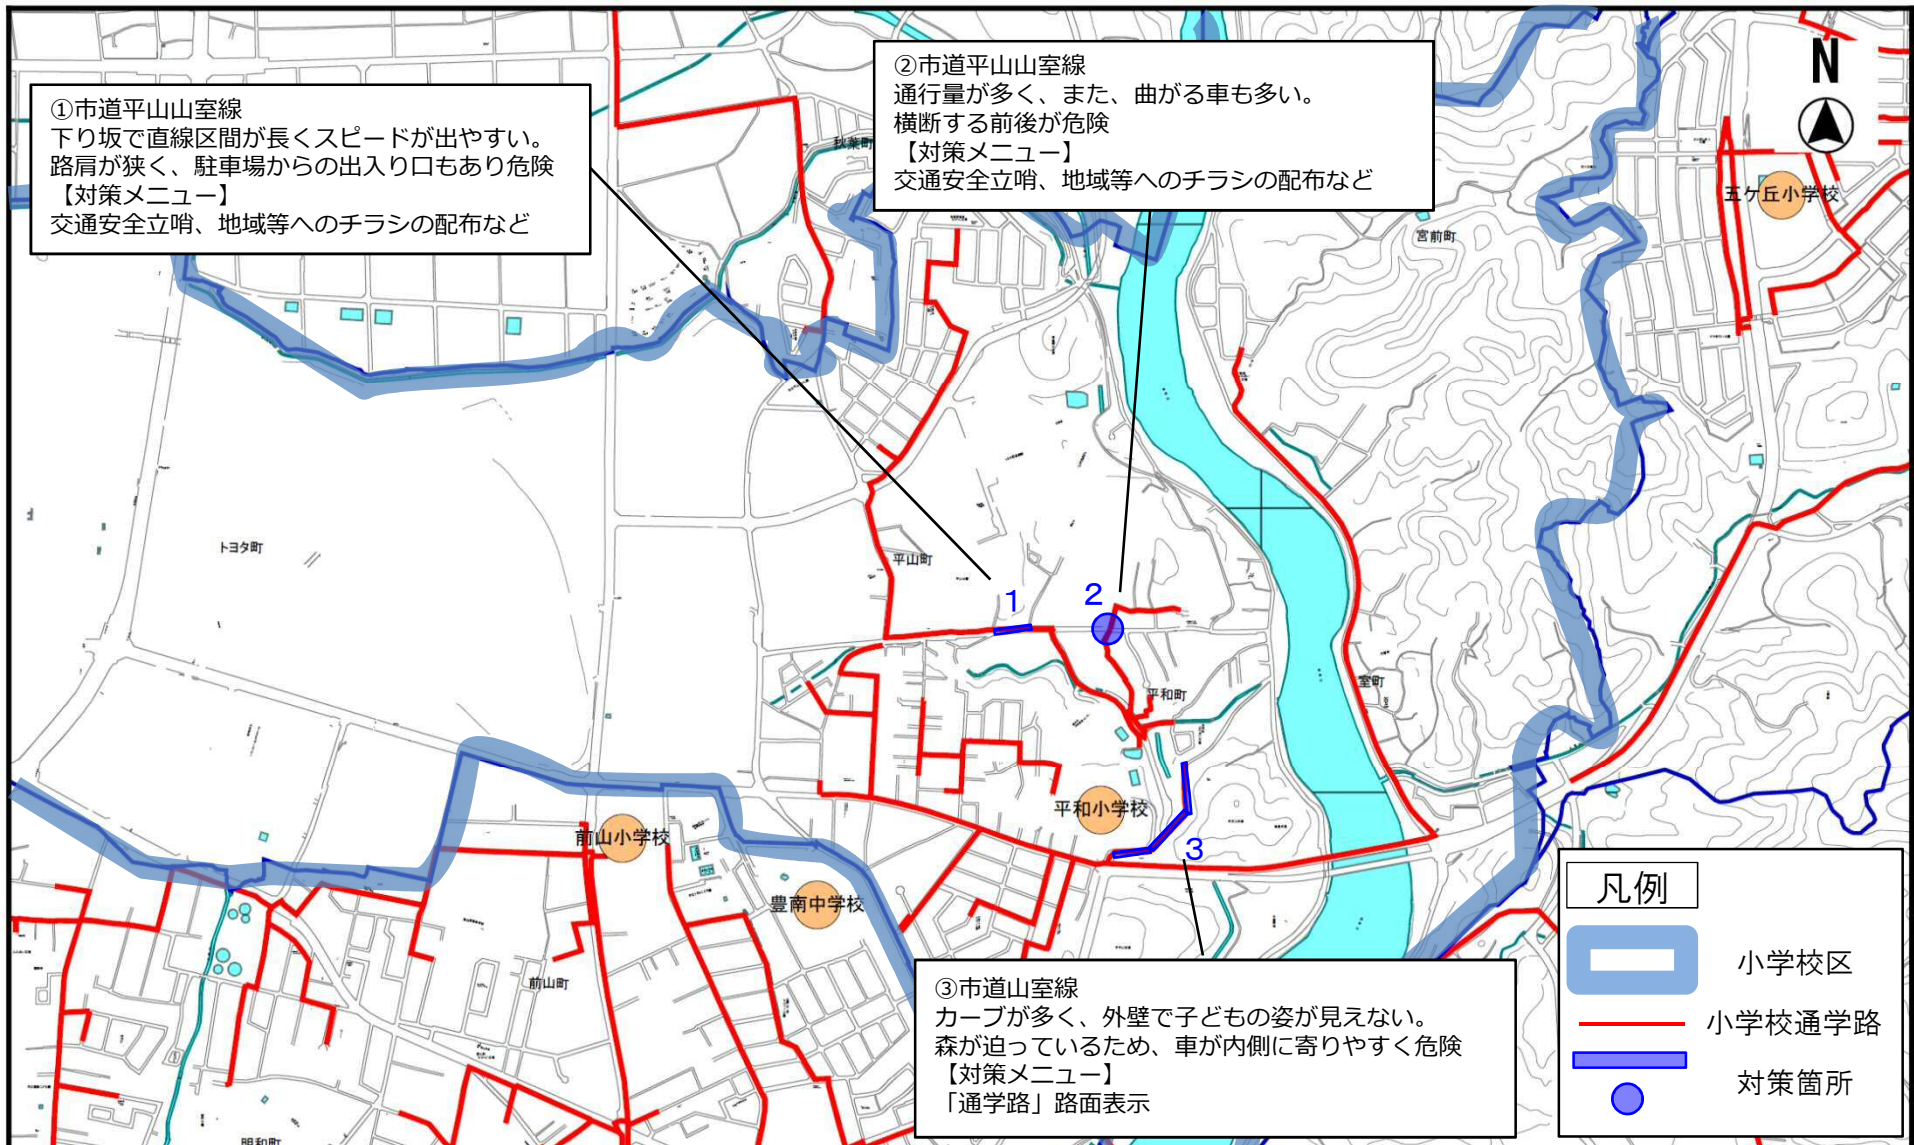 ①市道平山山室線
下り坂で直線区間が長くスピードが出やすい。
路肩が狭く、駐車場からの出入り口もあり危険
【対策メニュー】
交通安全立哨、地域等へのチラシの配布など
②市道平山山室線
通行量が多く、また、曲がる車も多い。
横断する前後が危険
【対策メニュー】
交通安全立哨、地域等へのチラシの配布など
N
秋葉町
五ケ丘小学校
宮前町
トヨタ町
平山町
1
2
平和町
室町
平和小学校
前山小学校
3
豊南中学校
前山町
明和町
③市道山室線
カーブが多く、外壁で子どもの姿が見えない。
森が迫っているため、車が内側に寄りやすく危険
【対策メニュー】
「通学路」路面表示
凡例
小学校区
小学校通学路
対策箇所